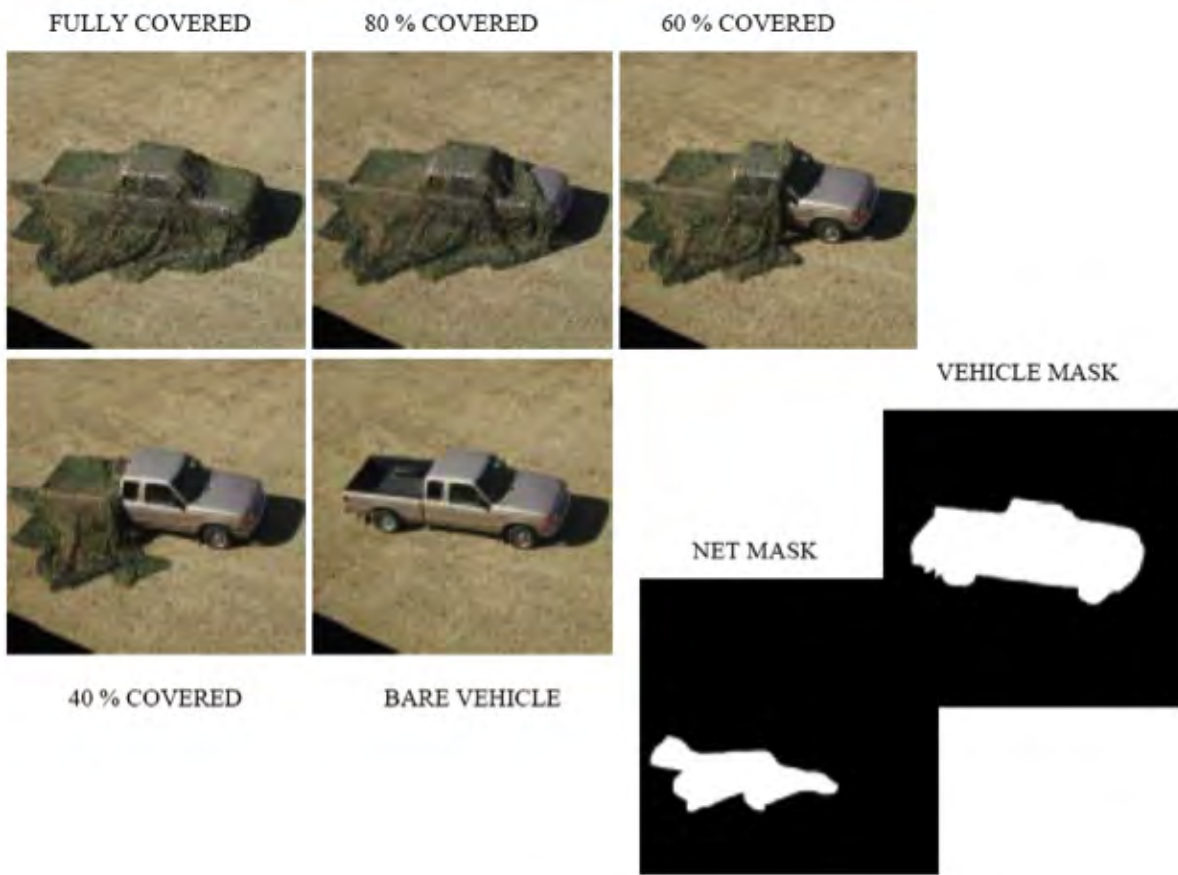 FULLY COVERED
80 % COVERED
60 % COVERED
VEHICLE MASK
NET MASK
40 % COVERED
BARE VEHICLE